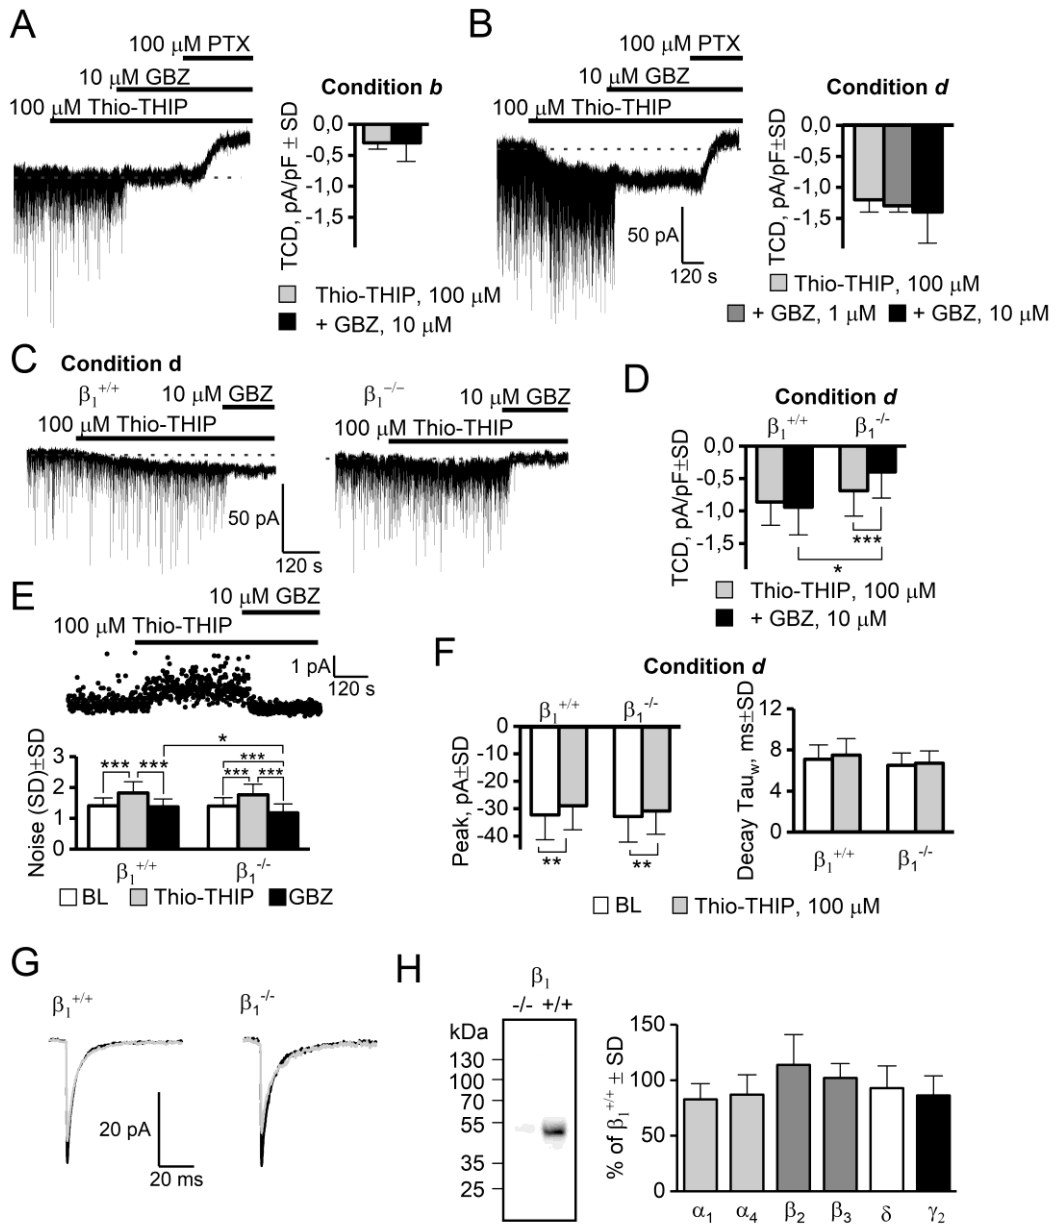 A
100 μM PTX
10 μM GBZ
100 μM Thio-THIP
Condition b
TCD, pA/pF ± SD
0,0
-0,5
-1,0
-1,5
Thio-THIP, 100 μM
+ GBZ, 10 μM
B
100 μM PTX
10 μM GBZ
100 μM Thio-THIP
50 pA
120 s
Condition d
TCD, pA/pF±SD
0,0
-0,5
-1,0
-1,5
Thio-THIP, 100 μM
+ GBZ, 1 μM + GBZ, 10 μM
C
Condition d
β1+/+
10 μM GBZ
100 μM Thio-THIP
50 pA
120 s
β1−/−
10 μM GBZ
100 μM Thio-THIP
D
Condition d
β1+/+ β1-/-
TCD, pA/pF±SD
0,0
-0,5
-1,0
-1,5
***
*
Thio-THIP, 100 μM
+ GBZ, 10 μM
E
10 μM GBZ
100 μM Thio-THIP
1 pA
120 s
Noise (SD)±SD
3
2
1
0
*
*** *** *** *** ***
β1+/+ β1-/-
BL Thio-THIP GBZ
F
Condition d
β1+/+ β1-/-
Peak, pA±SD
0
-10
-20
-30
-40
** **
Decay Tauw, ms±SD
12
8
4
0
β1+/+ β1-/-
BL Thio-THIP, 100 μM
G
β1+/+ β1-/-
20 pA
20 ms
H
β1
-/- +/+
kDa
130
100
70
55
35
25
% of β1+/+ ± SD
150
100
50
0
α1 α4 β2 β3 δ γ2